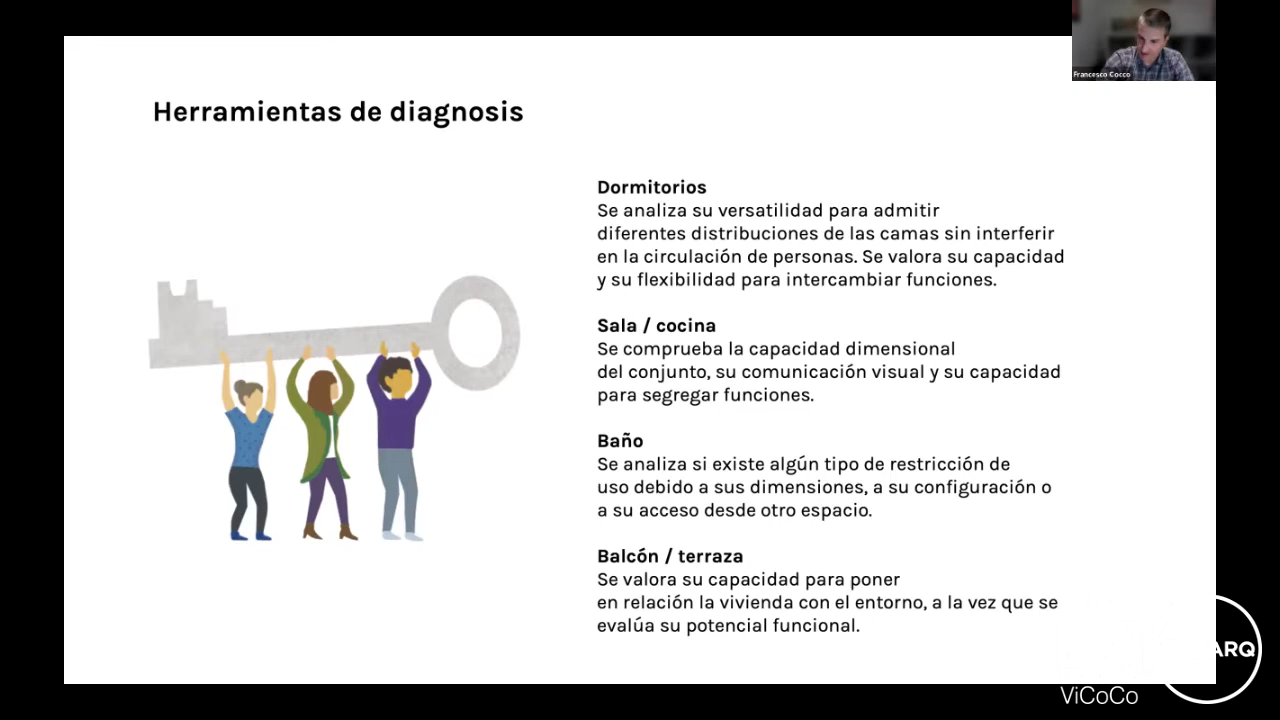 Francesco Cocco
Herramientas de diagnosis
Dormitorios
Se analiza su versatilidad para admitir
diferentes distribuciones de las camas sin interferir
en la circulación de personas. Se valora su capacidad
y su flexibilidad para intercambiar funciones.
Sala / cocina
Se comprueba la capacidad dimensional
del conjunto, su comunicación visual y su capacidad
para segregar funciones.
Baño
Se analiza si existe algún tipo de restricción de
uso debido a sus dimensiones, a su configuración o
a su acceso desde otro espacio.
Balcón / terraza
Se valora su capacidad para poner
en relación la vivienda con el entorno, a la vez que se
evalúa su potencial funcional.
ARQ
ViCoCo